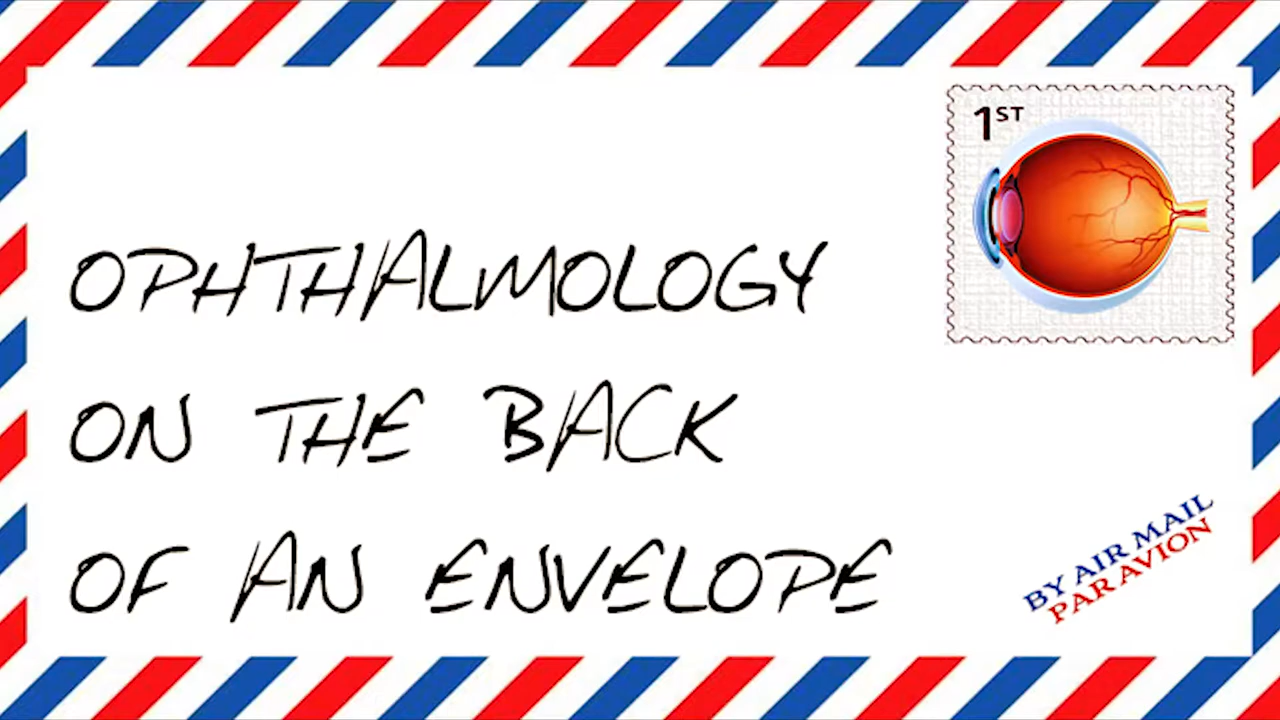 1ST
OPHTHALMOLOGY
ON THE BACK
OF AN ENVELOPE
BY AIR MAIL
PAR AVION